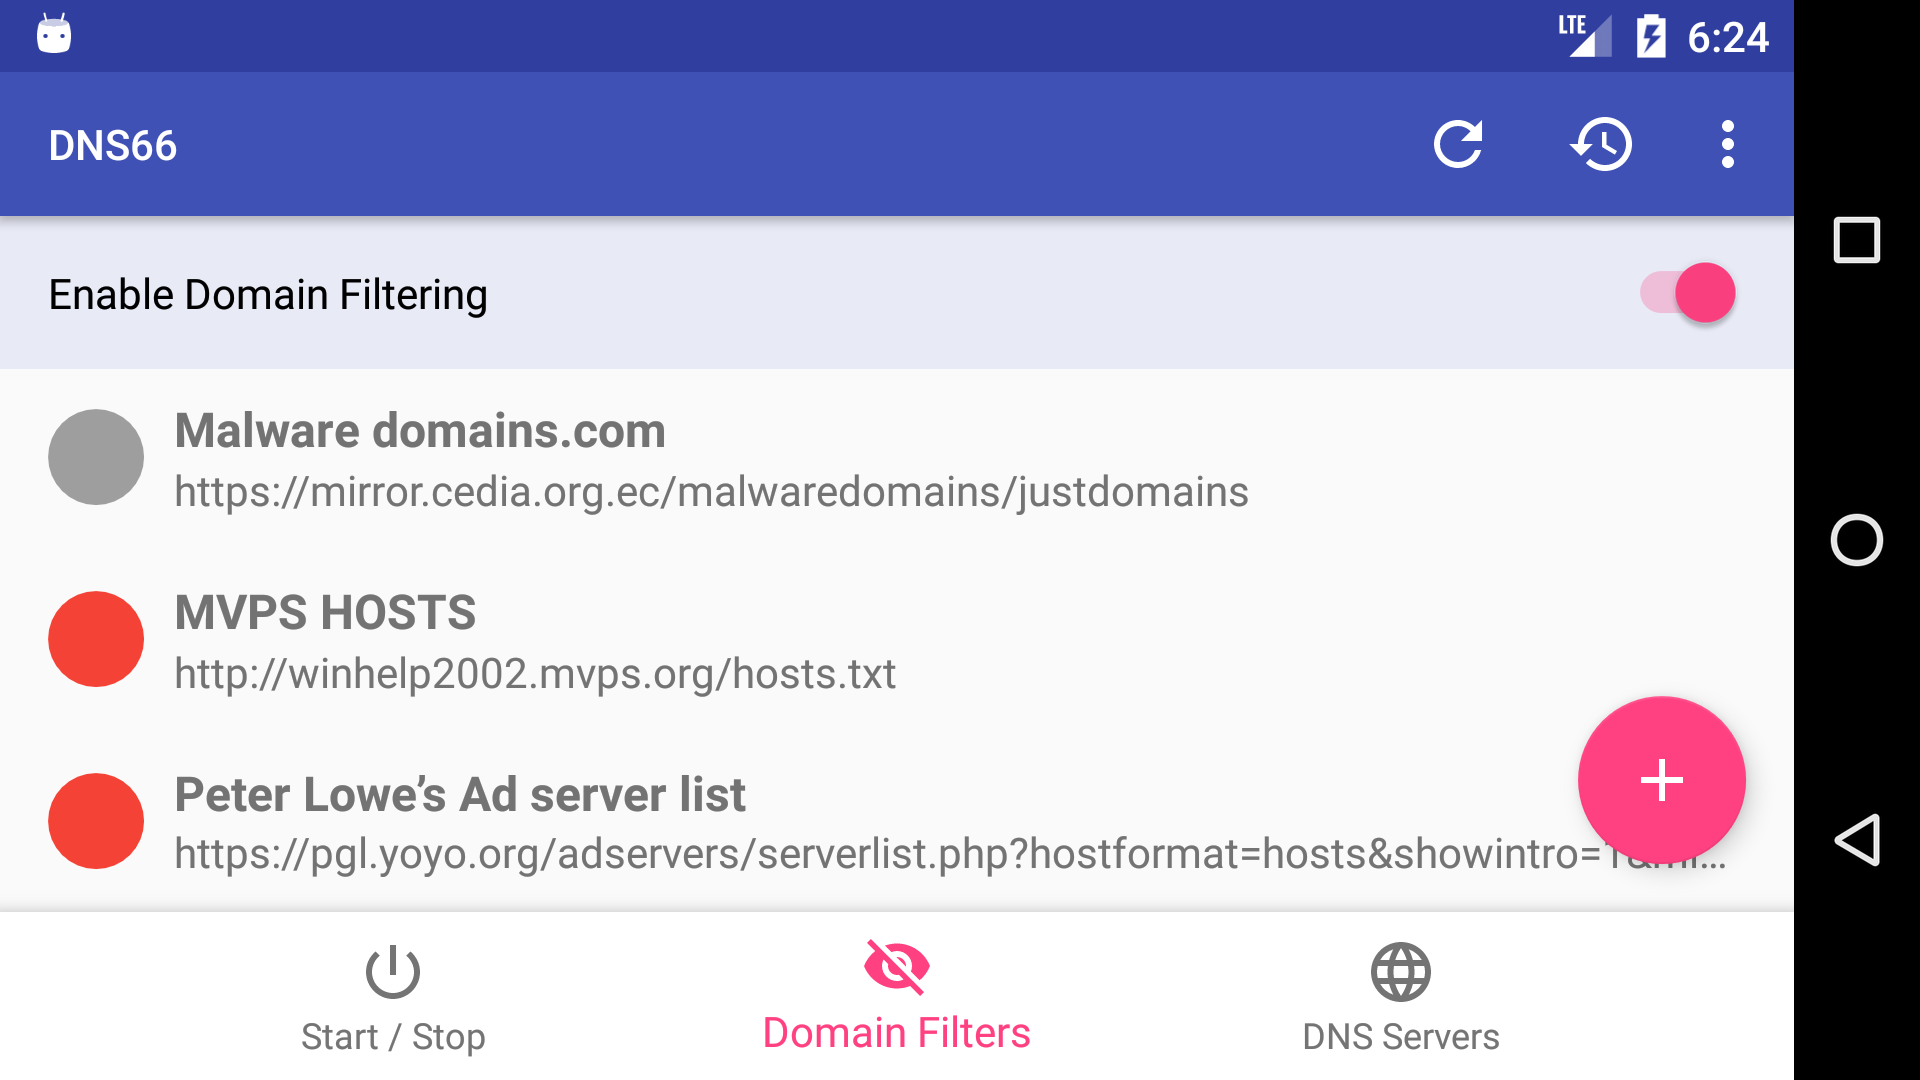 LTE 6:24
DNS66
Enable Domain Filtering
Malware domains.com
https://mirror.cedia.org.ec/malwaredomains/justdomains
MVPS HOSTS
http://winhelp2002.mvps.org/hosts.txt
Peter Lowe’s Ad server list
https://pgl.yoyo.org/adservers/serverlist.php?hostformat=hosts&showintro=
Start / Stop
Domain Filters
DNS Servers